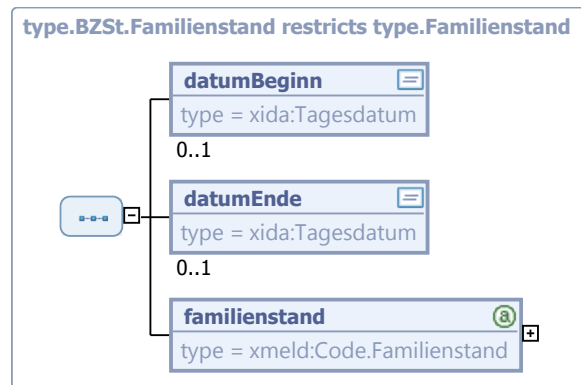 type.BZSt.Familienstand restricts type.Familienstand
datumBeginn
type = xida:Tagesdatum
0..1
datumEnde
type = xida:Tagesdatum
0..1
familienstand
type = xmeld:Code.Familienstand